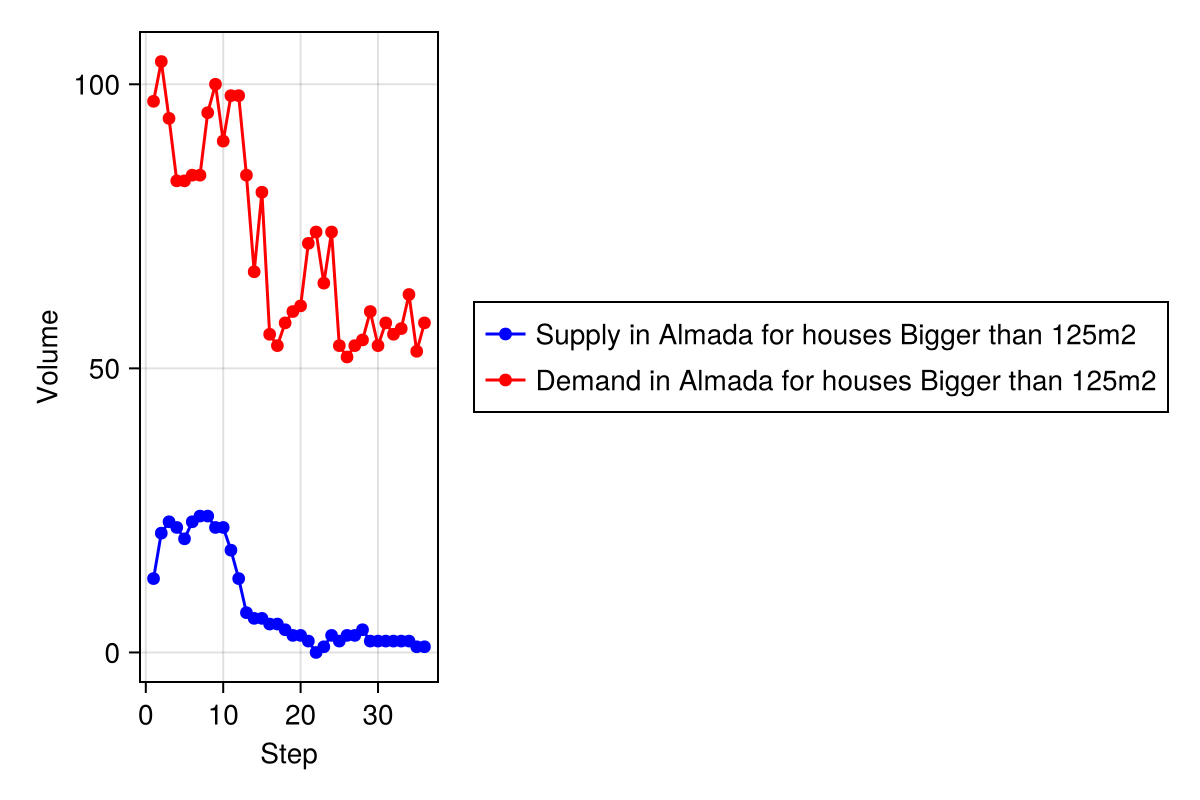 100
50
0
Volume
0 10 20 30
Step
Supply in Almada for houses Bigger than 125m2
Demand in Almada for houses Bigger than 125m2